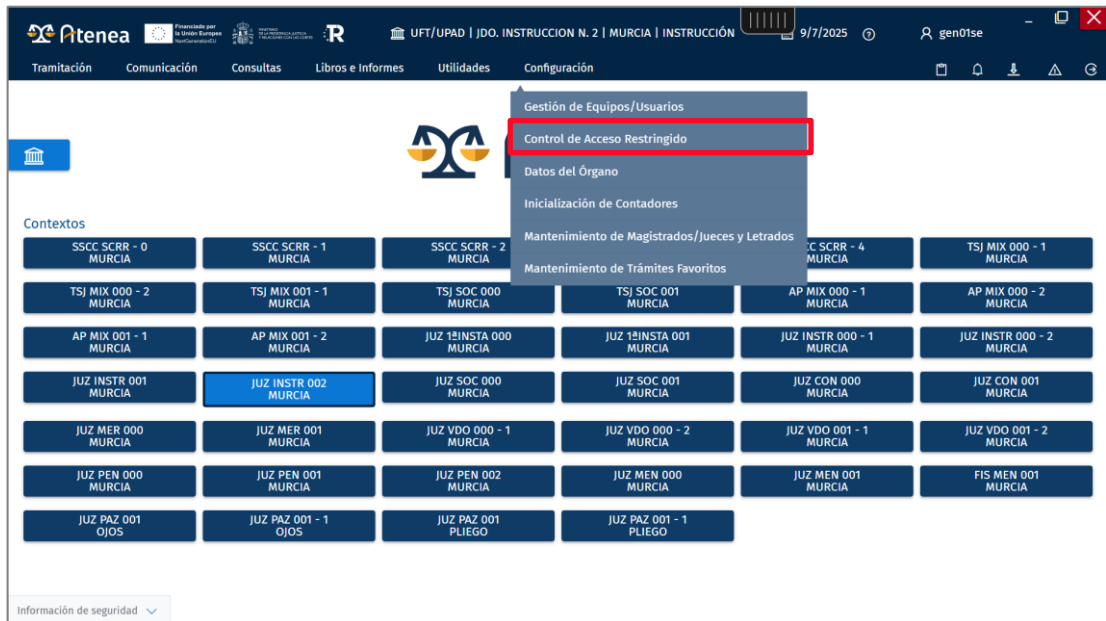 Atenea
Financiado por
la Unión Europea
NextGenerationEU
R
UFT/UPAD | JDO. INSTRUCCION N. 2 | MURCIA | INSTRUCCIÓN
9/7/2025
gen01se
Tramitación Comunicación Consultas Libros e Informes Utilidades Configuración
Gestión de Equipos/Usuarios
Control de Acceso Restringido
Datos del Órgano
Inicialización de Contadores
Mantenimiento de Magistrados/Jueces y Letrados
Mantenimiento de Trámites Favoritos
Contextos
SSCC SCRR - 0
MURCIA
SSCC SCRR - 1
MURCIA
SSCC SCRR - 2
MURCIA
SCRR - 4
MURCIA
TSJ MIX 000 - 1
MURCIA
TSJ MIX 000 - 2
MURCIA
TSJ MIX 001 - 1
MURCIA
TSJ SOC 000
MURCIA
TSJ SOC 001
MURCIA
AP MIX 000 - 1
MURCIA
AP MIX 000 - 2
MURCIA
AP MIX 001 - 1
MURCIA
AP MIX 001 - 2
MURCIA
JUZ 1ªINSTA 000
MURCIA
JUZ 1ªINSTA 001
MURCIA
JUZ INSTR 000 - 1
MURCIA
JUZ INSTR 000 - 2
MURCIA
JUZ INSTR 001
MURCIA
JUZ INSTR 002
MURCIA
JUZ SOC 000
MURCIA
JUZ SOC 001
MURCIA
JUZ CON 000
MURCIA
JUZ CON 001
MURCIA
JUZ MER 000
MURCIA
JUZ MER 001
MURCIA
JUZ VDO 000 - 1
MURCIA
JUZ VDO 000 - 2
MURCIA
JUZ VDO 001 - 1
MURCIA
JUZ VDO 001 - 2
MURCIA
JUZ PEN 000
MURCIA
JUZ PEN 001
MURCIA
JUZ PEN 002
MURCIA
JUZ MEN 000
MURCIA
JUZ MEN 001
MURCIA
FIS MEN 001
MURCIA
JUZ PAZ 001
OJOS
JUZ PAZ 001 - 1
OJOS
JUZ PAZ 001
PLIEGO
JUZ PAZ 001 - 1
PLIEGO
Información de seguridad